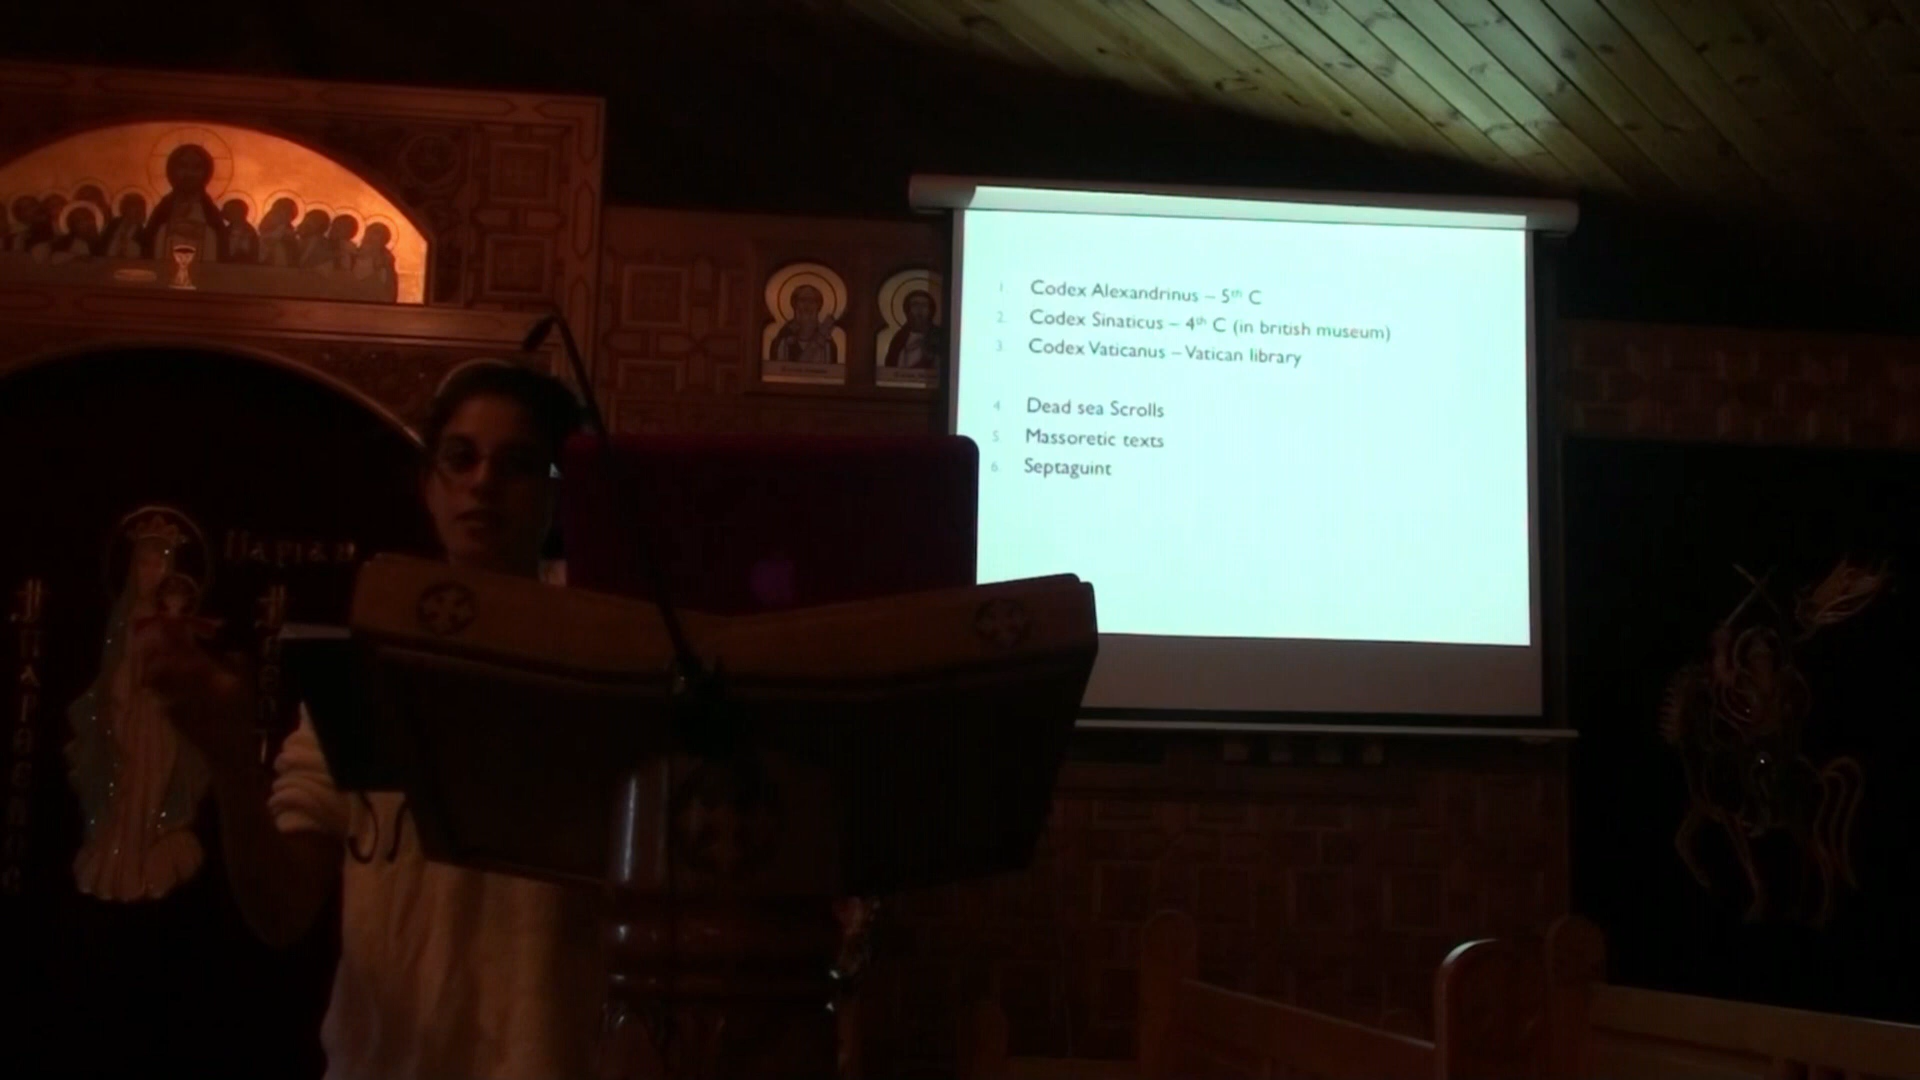 1. Codex Alexandrinus – 5th C
2. Codex Sinaticus – 4th C (in british museum)
3. Codex Vaticanus – Vatican library
4. Dead sea Scrolls
5. Massoretic texts
6. Septaguint